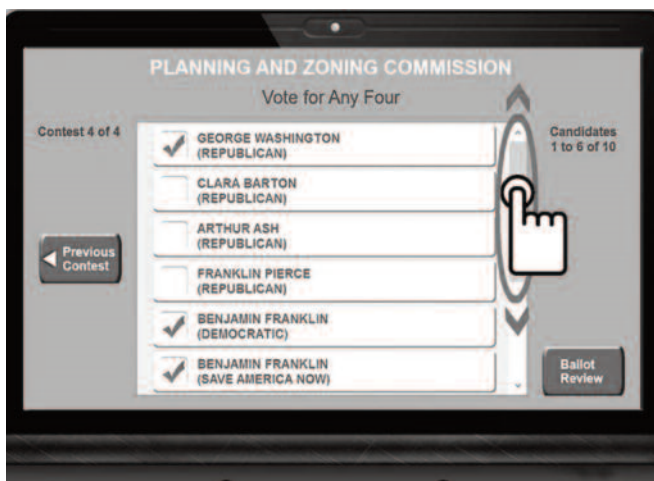 PLANNING AND ZONING COMMISSION
Vote for Any Four
Contest 4 of 4
Candidates
1 to 6 of 10
GEORGE WASHINGTON
(REPUBLICAN)
CLARA BARTON
(REPUBLICAN)
ARTHUR ASH
(REPUBLICAN)
FRANKLIN PIERCE
(REPUBLICAN)
Previous
Contest
BENJAMIN FRANKLIN
(DEMOCRATIC)
BENJAMIN FRANKLIN
(SAVE AMERICA NOW)
Ballot
Review